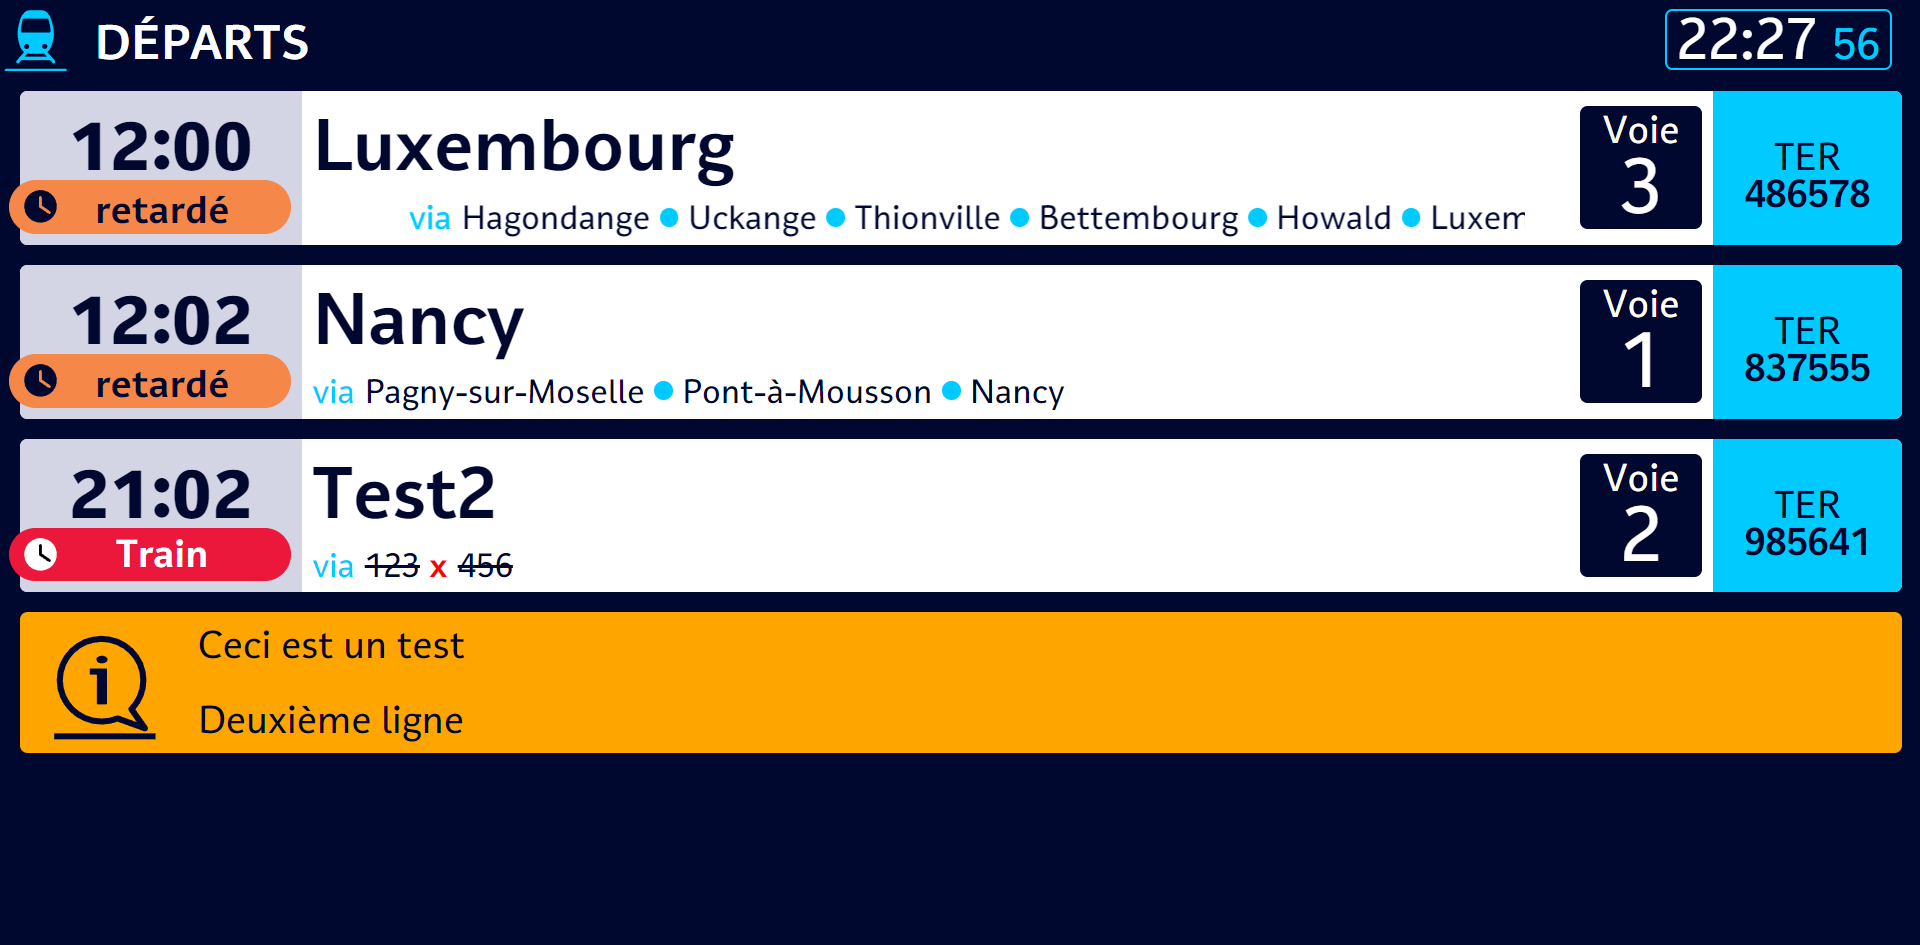 DÉPARTS
22:27 56
12:00
retardé
Luxembourg
via Hagondange Uckange Thionville Bettembourg Howald Luxem
Voie
3
TER
486578
12:02
retardé
Nancy
via Pagny-sur-Moselle Pont-à-Mousson Nancy
Voie
1
TER
837555
21:02
Train
Test2
via 123 x 456
Voie
2
TER
985641
i
Ceci est un test
Deuxième ligne